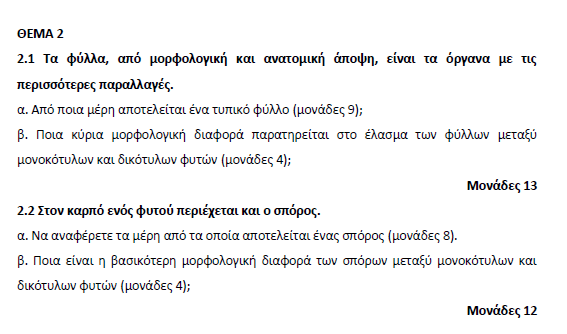 ΘΕΜΑ 2
2.1 Τα φύλλα, από μορφολογική και ανατομική άποψη, είναι τα όργανα με τις
περισσότερες παραλλαγές.
α. Από ποια μέρη αποτελείται ένα τυπικό φύλλο (μονάδες 9);
β. Ποια κύρια μορφολογική διαφορά παρατηρείται στο έλασμα των φύλλων μεταξύ
μονοκότυλων και δικότυλων φυτών (μονάδες 4);
Μονάδες 13
2.2 Στον καρπό ενός φυτού περιέχεται και ο σπόρος.
α. Να αναφέρετε τα μέρη από τα οποία αποτελείται ένας σπόρος (μονάδες 8).
β. Ποια είναι η βασικότερη μορφολογική διαφορά των σπόρων μεταξύ μονοκότυλων και
δικότυλων φυτών (μονάδες 4);
Μονάδες 12